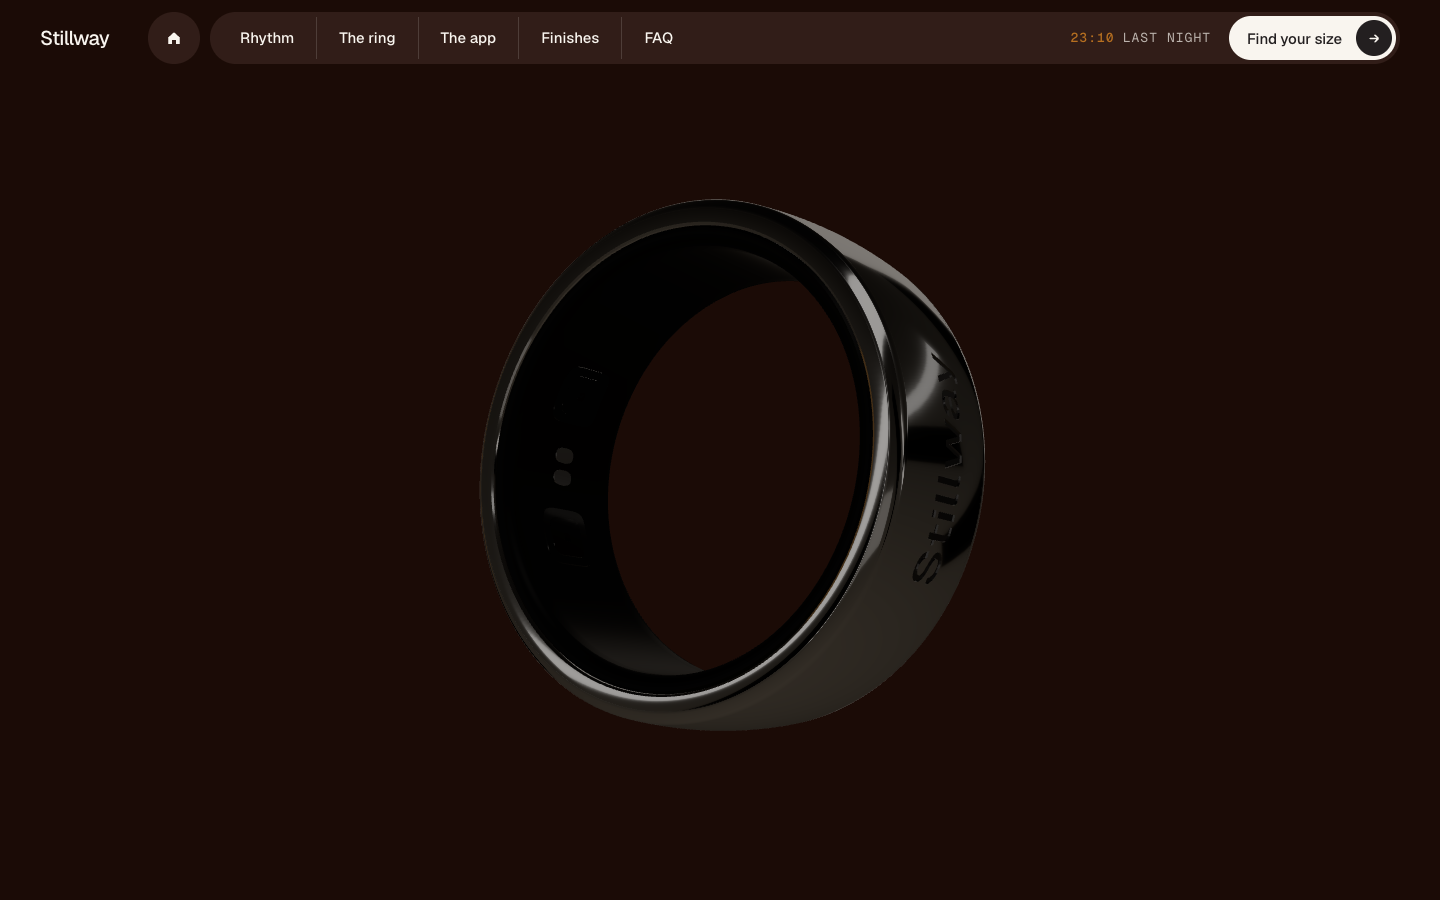 Stillway
Rhythm
The ring
The app
Finishes
FAQ
23:10 LAST NIGHT
Find your size
Stillway